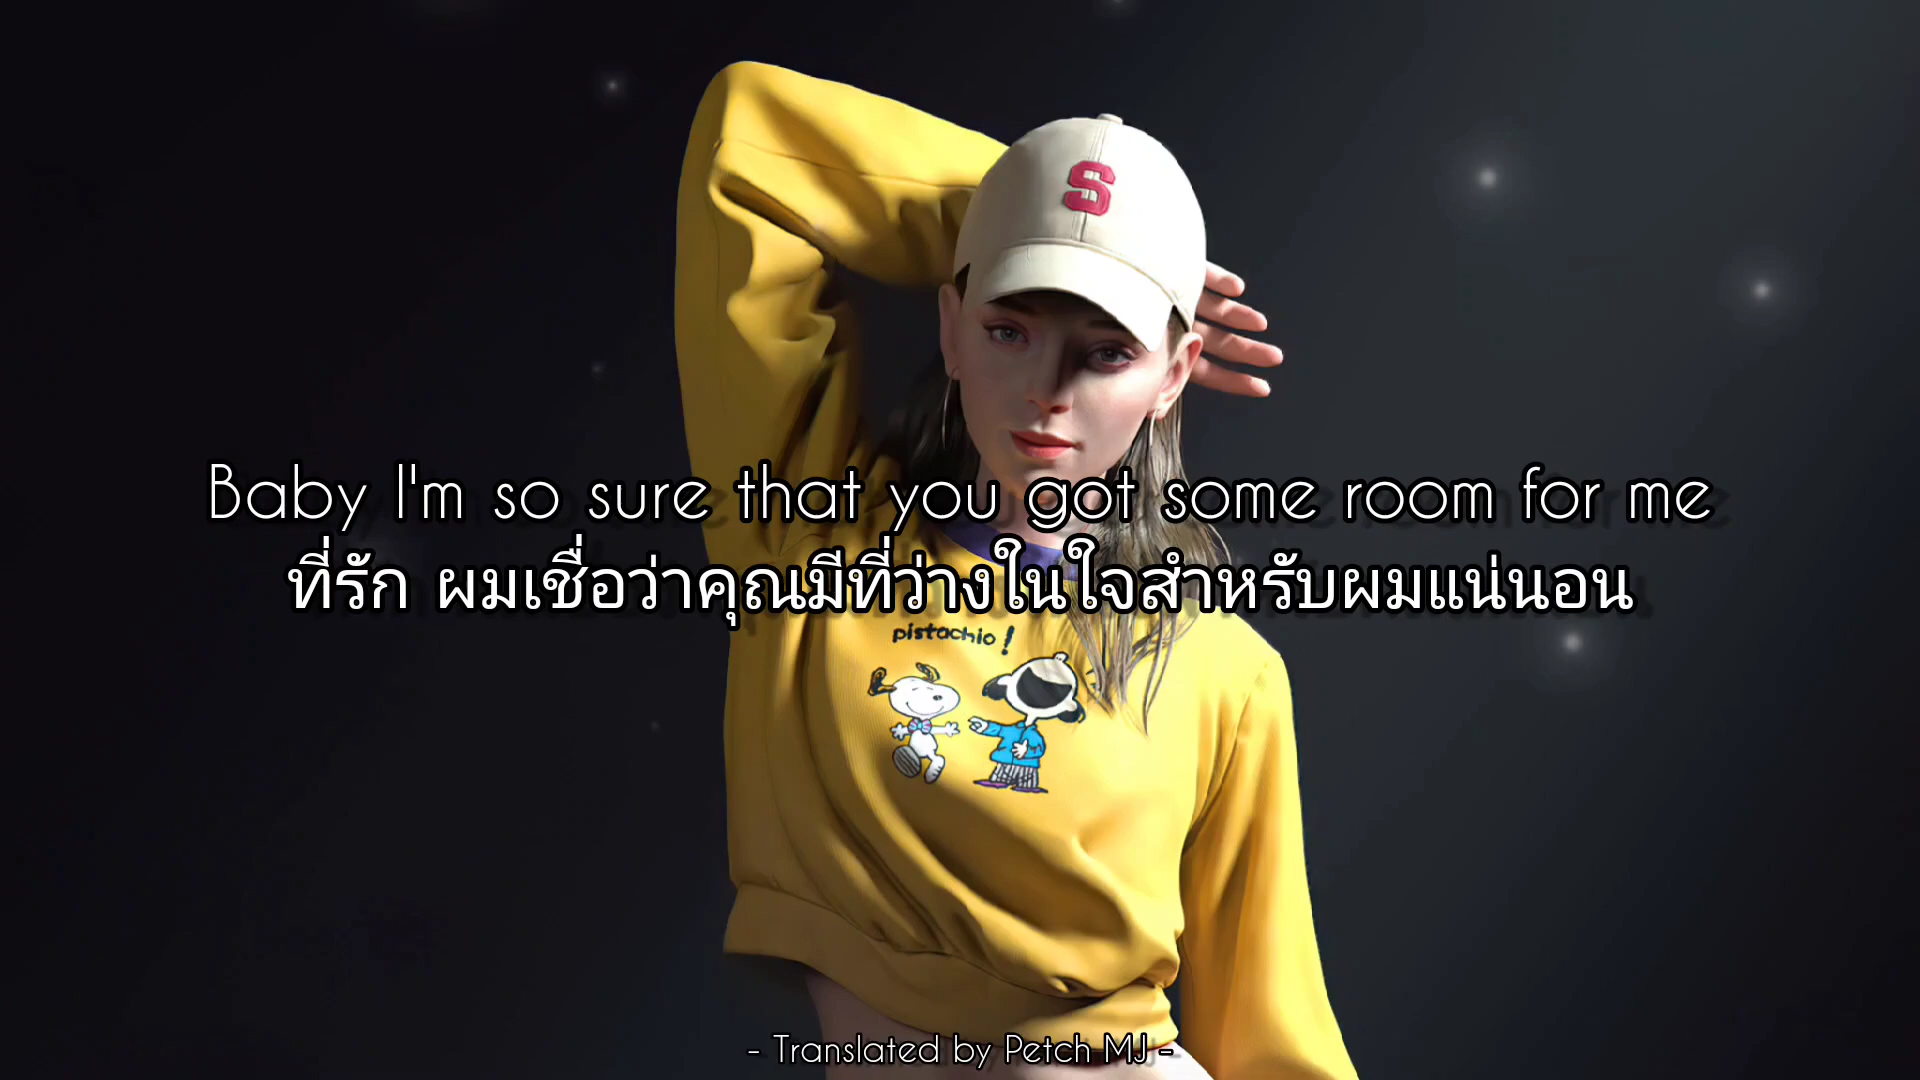 S
Baby I'm so sure that you got some room for me
ที่รัก ผมเชื่อว่าคุณมีที่ว่างในใจสำหรับผมแน่นอน
pistachio!
- Translated by Petch MJ -